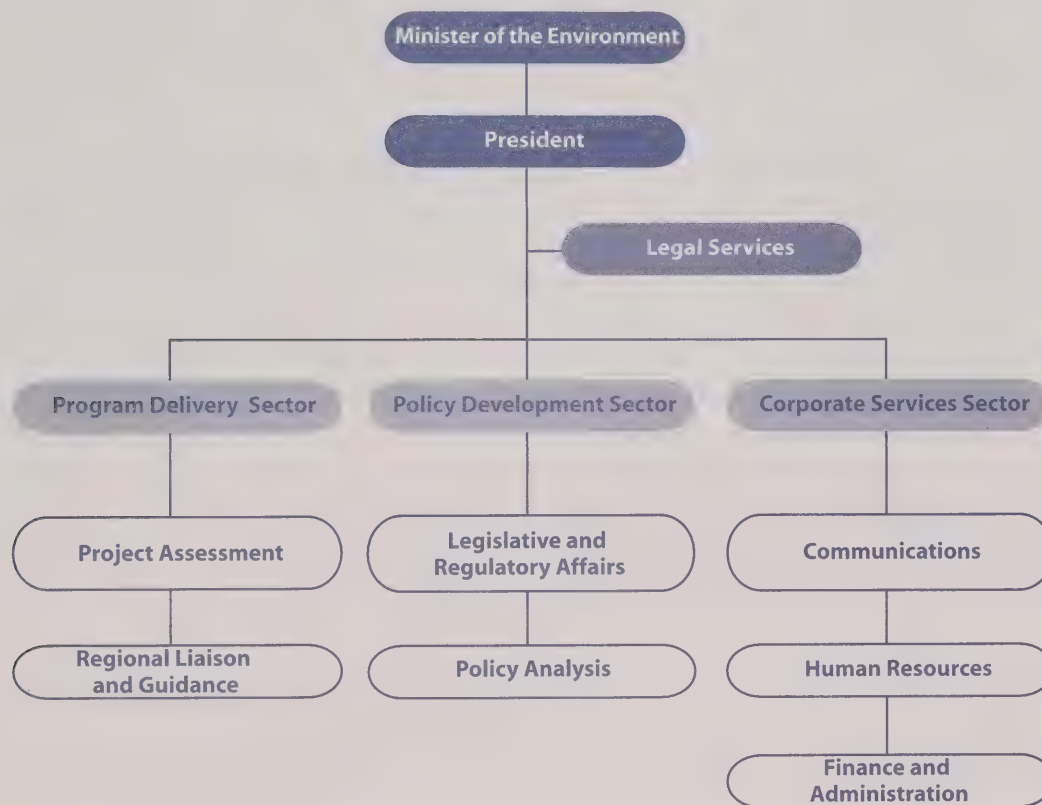 Minister of the Environment
President
Legal Services
Program Delivery Sector
Policy Development Sector
Corporate Services Sector
Project Assessment
Legislative and
Regulatory Affairs
Communications
Regional Liaison
and Guidance
Policy Analysis
Human Resources
Finance and
Administration